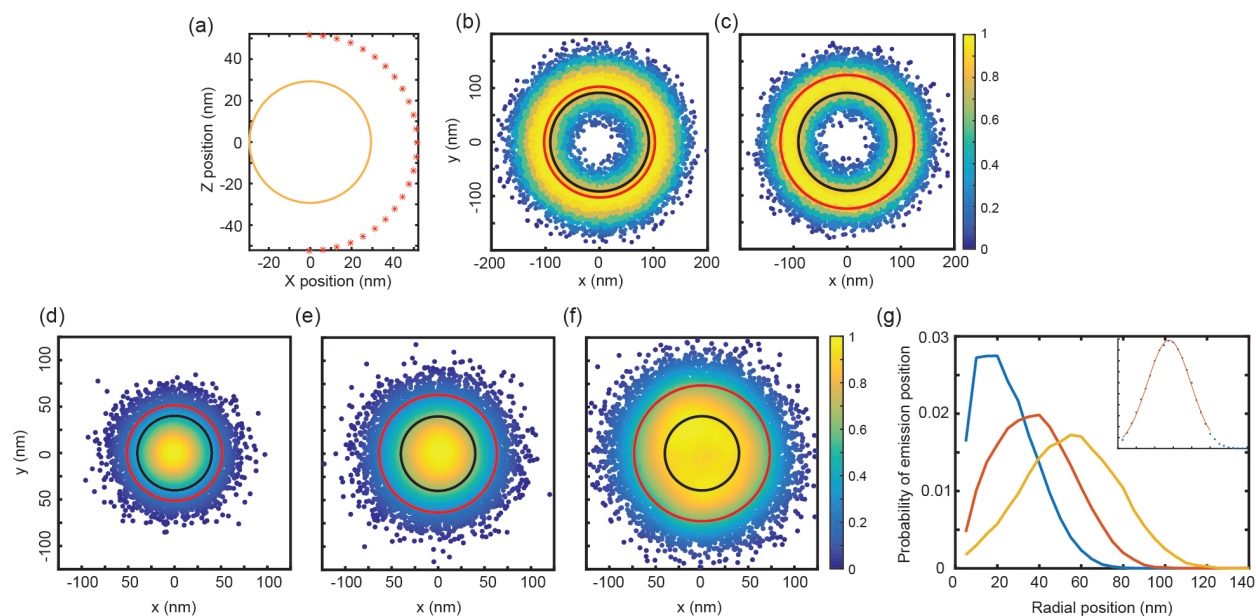 (a)
Z position (nm)
40
20
0
-20
-40
-20 0 20 40
X position (nm)
(b)
y (nm)
100
0
-100
-200 -100 0 100 200
x (nm)
(c)
-100 0 100 200
x (nm)
1
0.8
0.6
0.4
0.2
0
(d)
y (nm)
100
50
0
-50
-100
-100 -50 0 50 100
x (nm)
(e)
-100 -50 0 50 100
x (nm)
(f)
-100 -50 0 50 100
x (nm)
1
0.8
0.6
0.4
0.2
0
(g)
Probability of emission position
0.03
0.02
0.01
0
0 20 40 60 80 100 120 140
Radial position (nm)